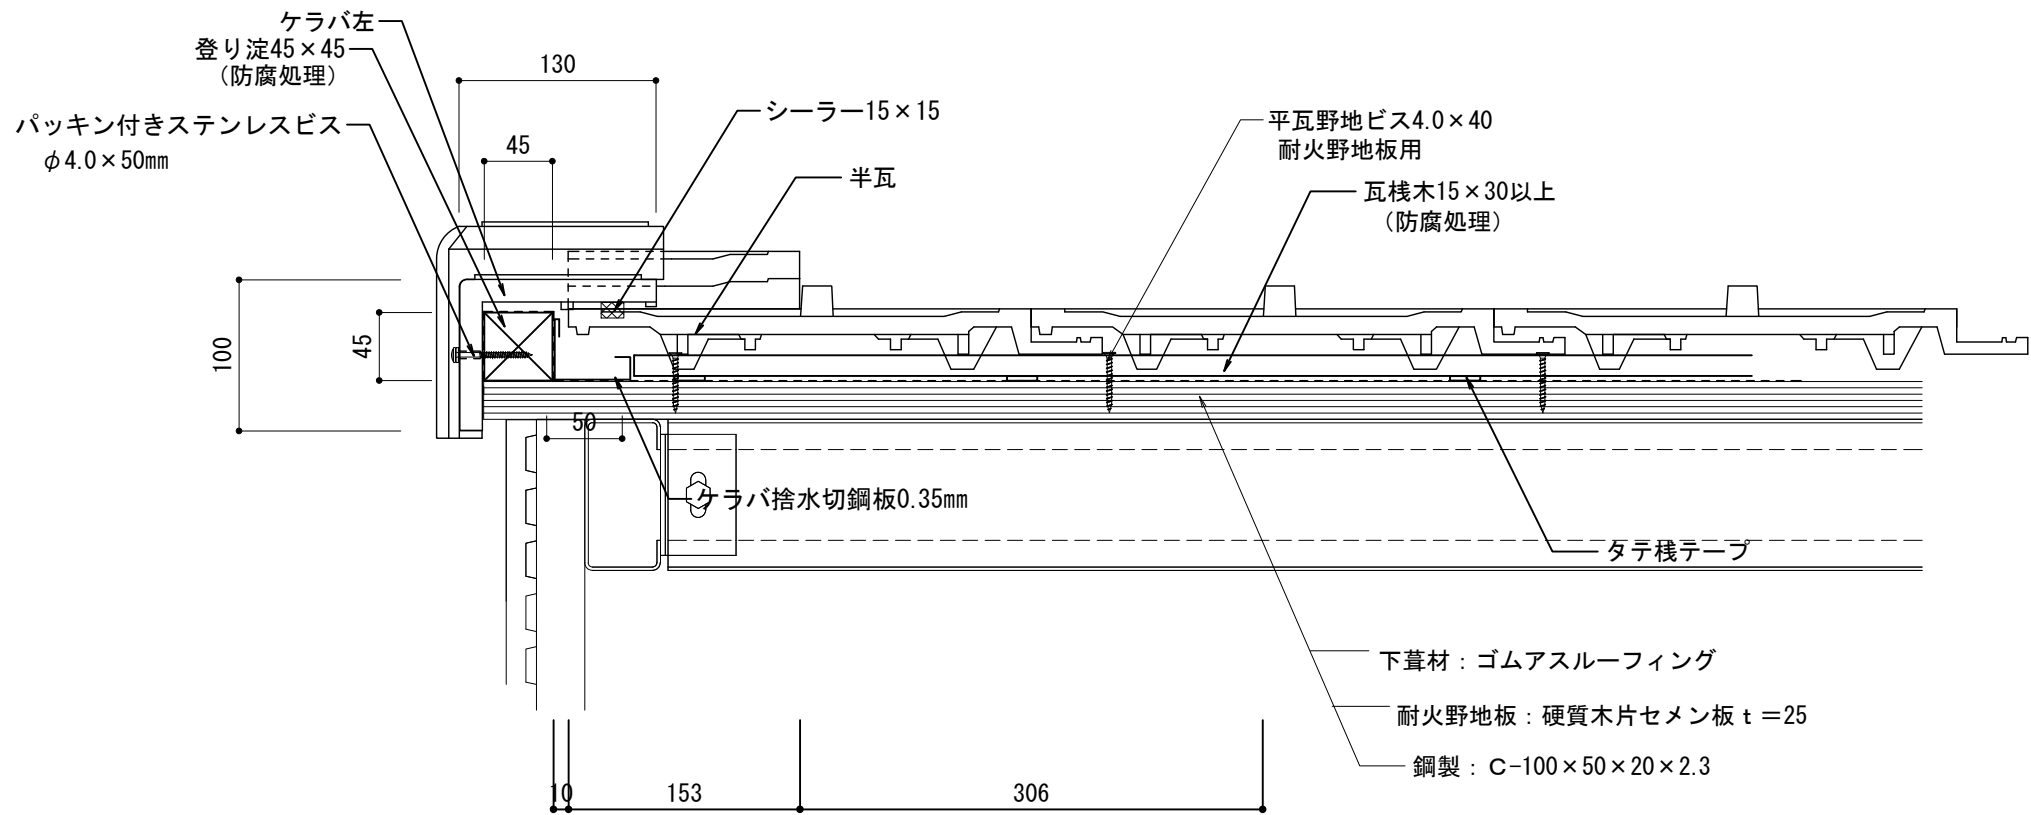 ケラバ左
登り淀45×45
(防腐処理)
130
シーラー15×15
パッキン付きステンレスビス
φ4.0×50mm
45
平瓦野地ビス4.0×40
耐火野地板用
半瓦
瓦桟木15×30以上
(防腐処理)
100
45
50
ケラバ捨水切鋼板0.35mm
タテ桟テープ
下葺材：ゴムアスルーフィング
耐火野地板：硬質木片セメン板ｔ＝25
鋼製：Ｃ-100×50×20×2.3
10
153
306